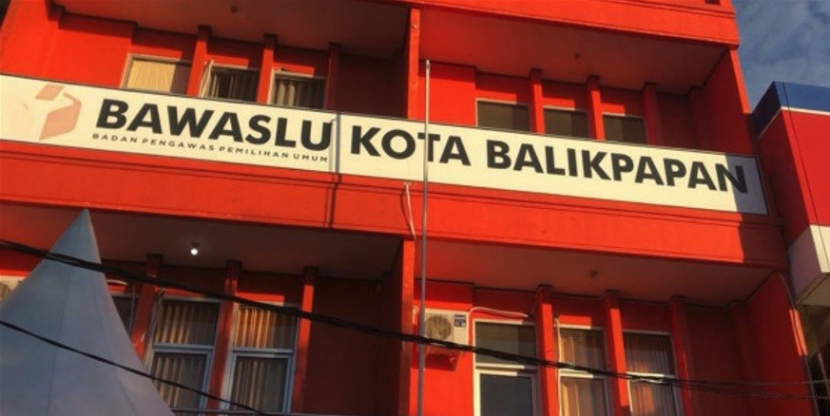 BAWASLU KOTA BALIKPAPAN
BADAN PENGAWAS PEMILIHAN UMUM